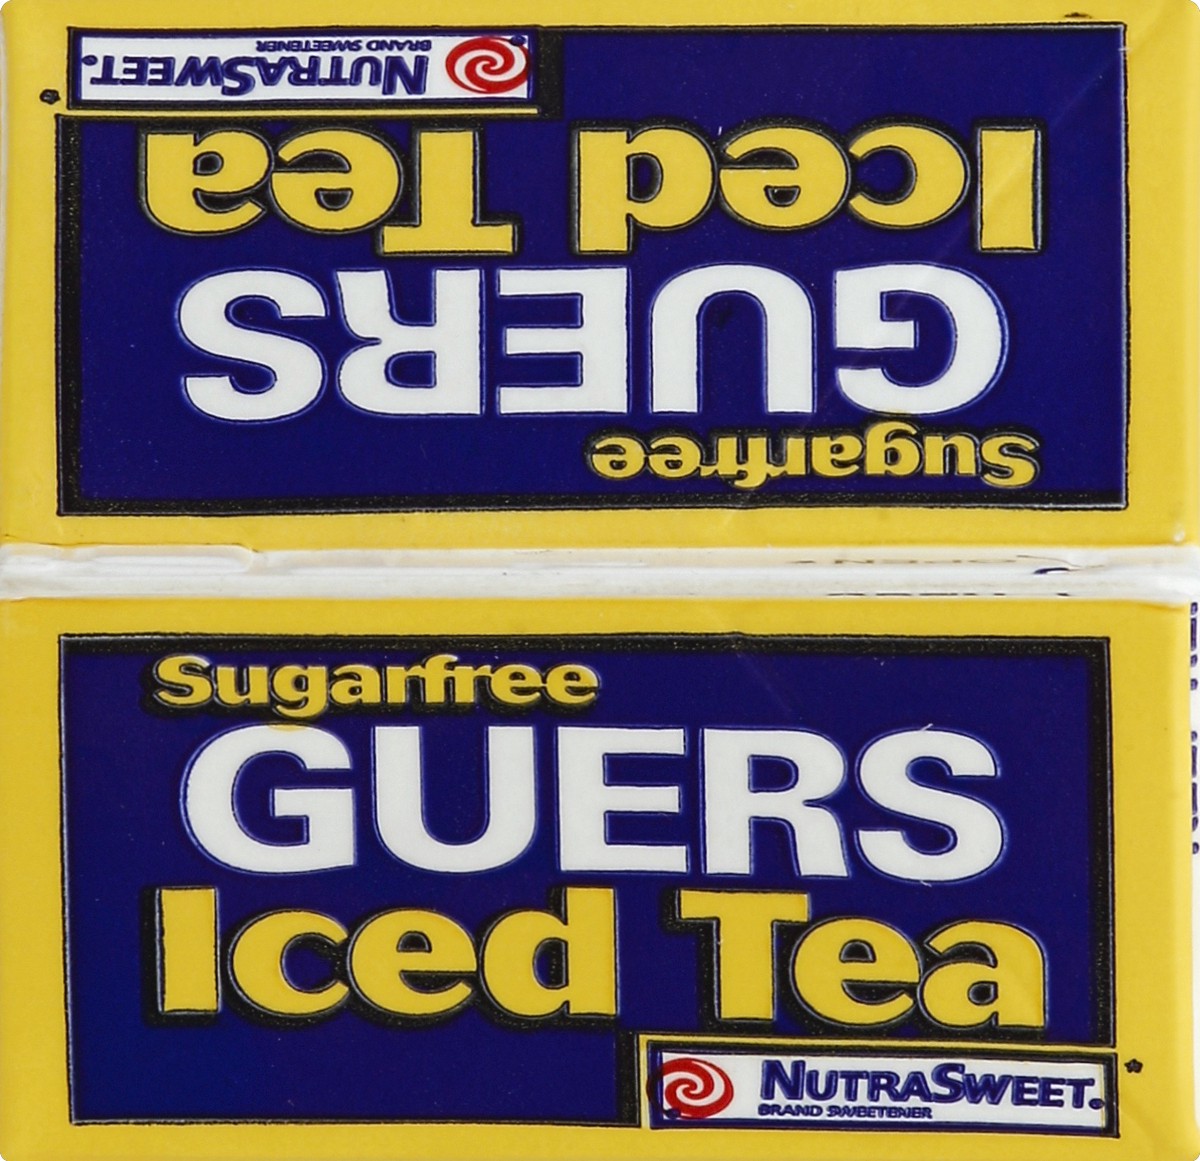 NUTRASWEET.
BRAND SWEETENER
Iced Tea
GUERS
Sugarfree
Sugarfree
GUERS
Iced Tea
NUTRASWEET.
BRAND SWEETENER